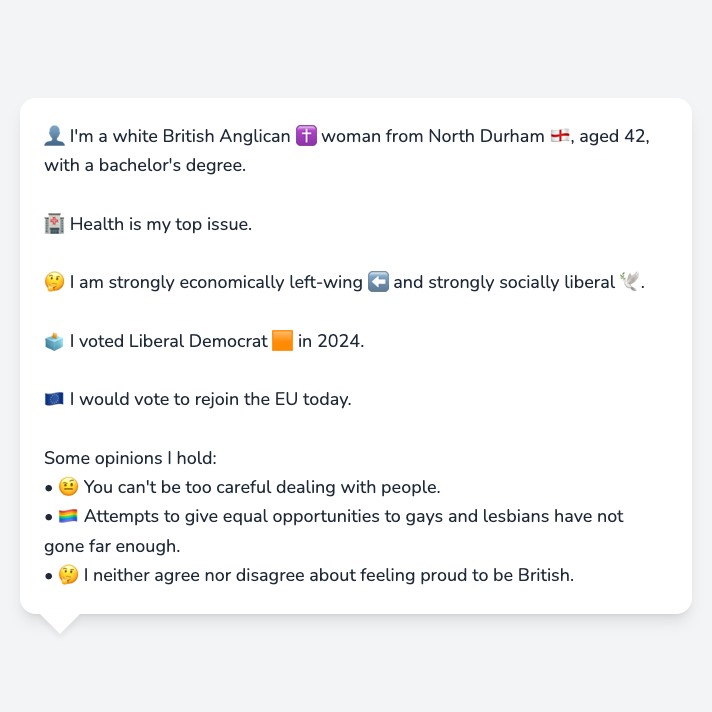 👤 I'm a white British Anglican ✝️ woman from North Durham 🏴󠁧󠁢󠁥󠁮󠁧󠁿, aged 42,
with a bachelor's degree.
🏥 Health is my top issue.
🤔 I am strongly economically left-wing ⬅️ and strongly socially liberal 🕊️.
🗳️ I voted Liberal Democrat 🟧 in 2024.
🇪🇺 I would vote to rejoin the EU today.
Some opinions I hold:
• 🤨 You can't be too careful dealing with people.
• 🏳️‍🌈 Attempts to give equal opportunities to gays and lesbians have not
gone far enough.
• 🤔 I neither agree nor disagree about feeling proud to be British.